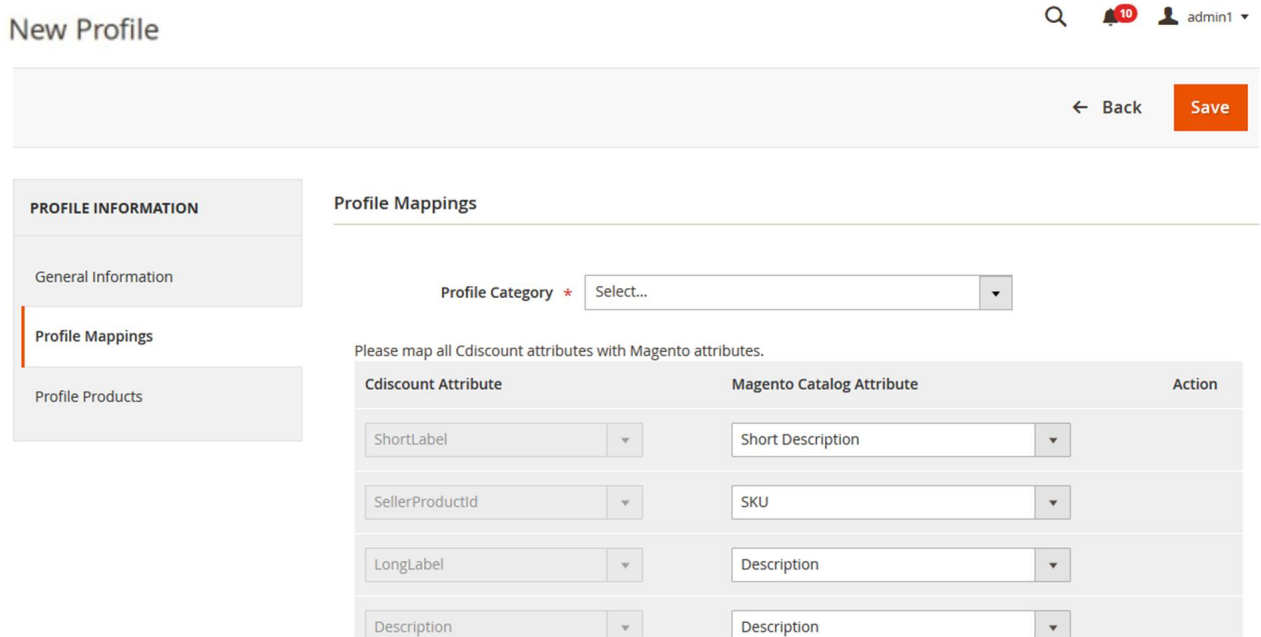 New Profile
10
admin1
Back
Save
PROFILE INFORMATION
General Information
Profile Mappings
Profile Products
Profile Mappings
Profile Category * Select...
Please map all Cdiscount attributes with Magento attributes.
Cdiscount Attribute Magento Catalog Attribute Action
ShortLabel Short Description
SellerProductId SKU
LongLabel Description
Description Description